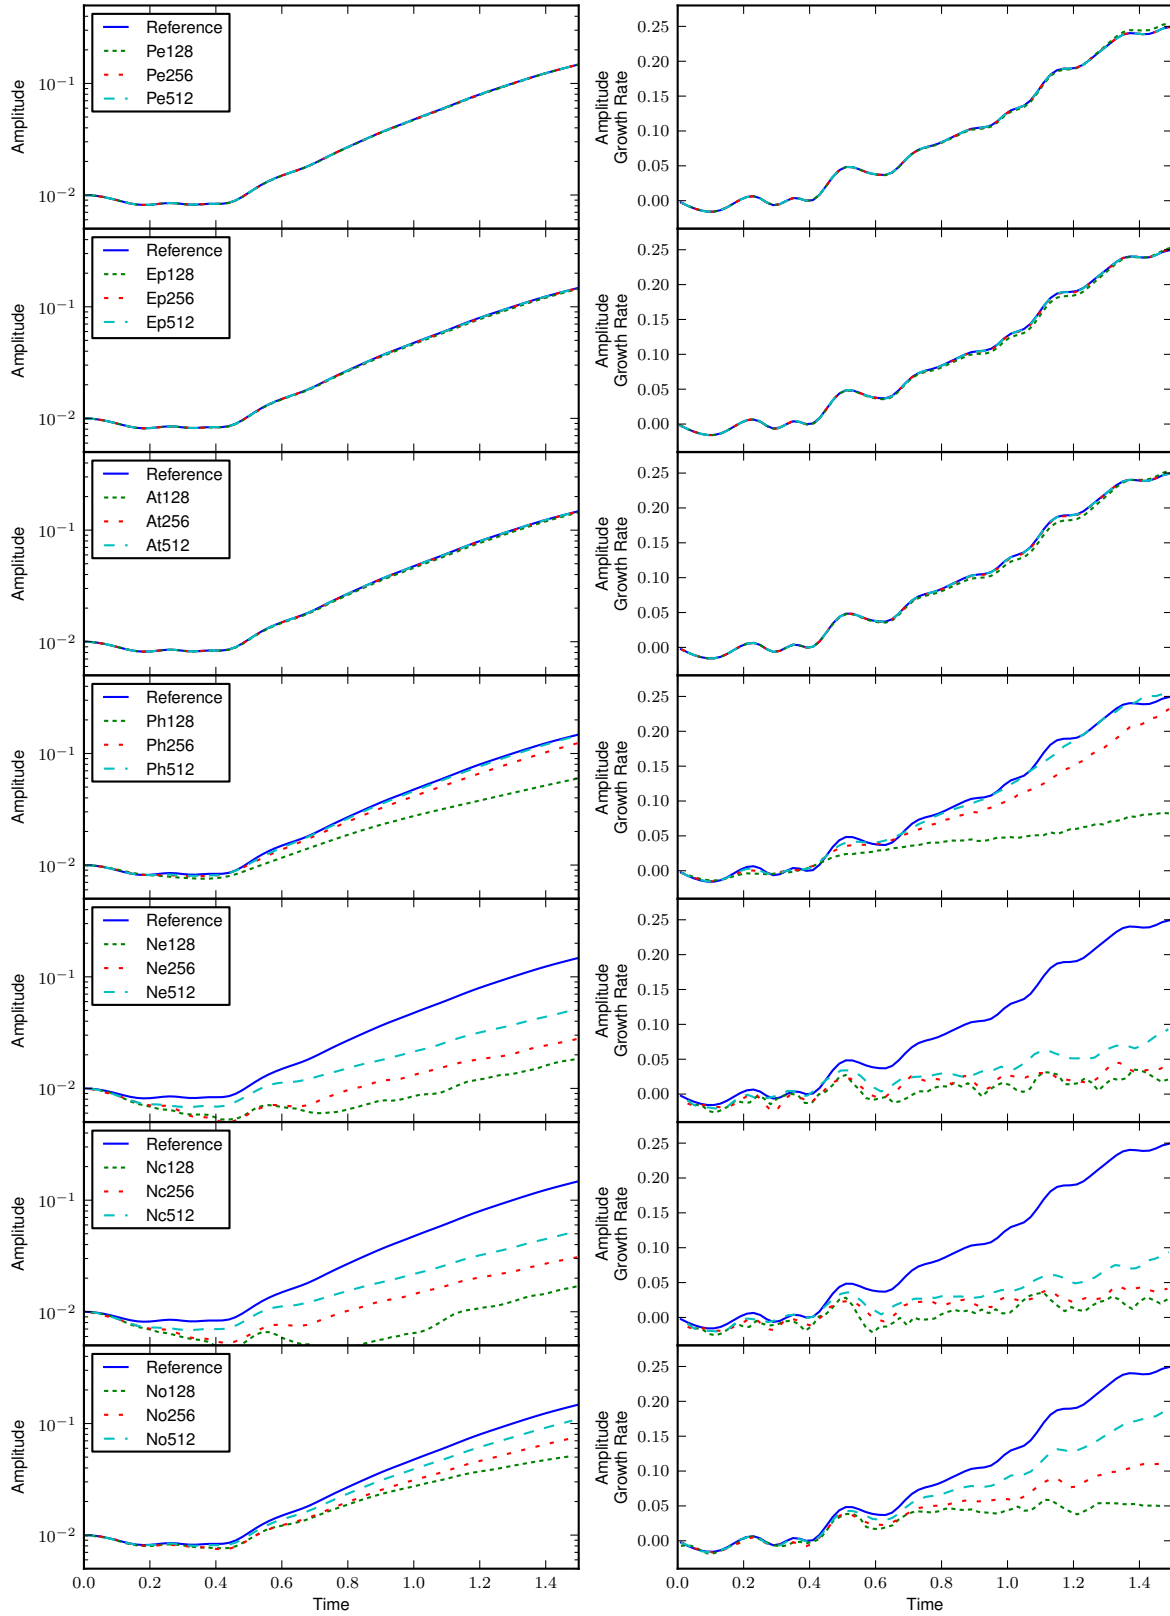 Reference
Pe128
Pe256
Pe512
10⁻¹
10⁻²
Amplitude
0.25
0.20
0.15
0.10
0.05
0.00
Amplitude
Growth Rate
Reference
Ep128
Ep256
Ep512
10⁻¹
10⁻²
Amplitude
0.25
0.20
0.15
0.10
0.05
0.00
Amplitude
Growth Rate
Reference
At128
At256
At512
10⁻¹
10⁻²
Amplitude
0.25
0.20
0.15
0.10
0.05
0.00
Amplitude
Growth Rate
Reference
Ph128
Ph256
Ph512
10⁻¹
10⁻²
Amplitude
0.25
0.20
0.15
0.10
0.05
0.00
Amplitude
Growth Rate
Reference
Ne128
Ne256
Ne512
10⁻¹
10⁻²
Amplitude
0.25
0.20
0.15
0.10
0.05
0.00
Amplitude
Growth Rate
Reference
Nc128
Nc256
Nc512
10⁻¹
10⁻²
Amplitude
0.25
0.20
0.15
0.10
0.05
0.00
Amplitude
Growth Rate
Reference
No128
No256
No512
10⁻¹
10⁻²
Amplitude
0.25
0.20
0.15
0.10
0.05
0.00
Amplitude
Growth Rate
0.0 0.2 0.4 0.6 0.8 1.0 1.2 1.4
Time
0.0 0.2 0.4 0.6 0.8 1.0 1.2 1.4
Time